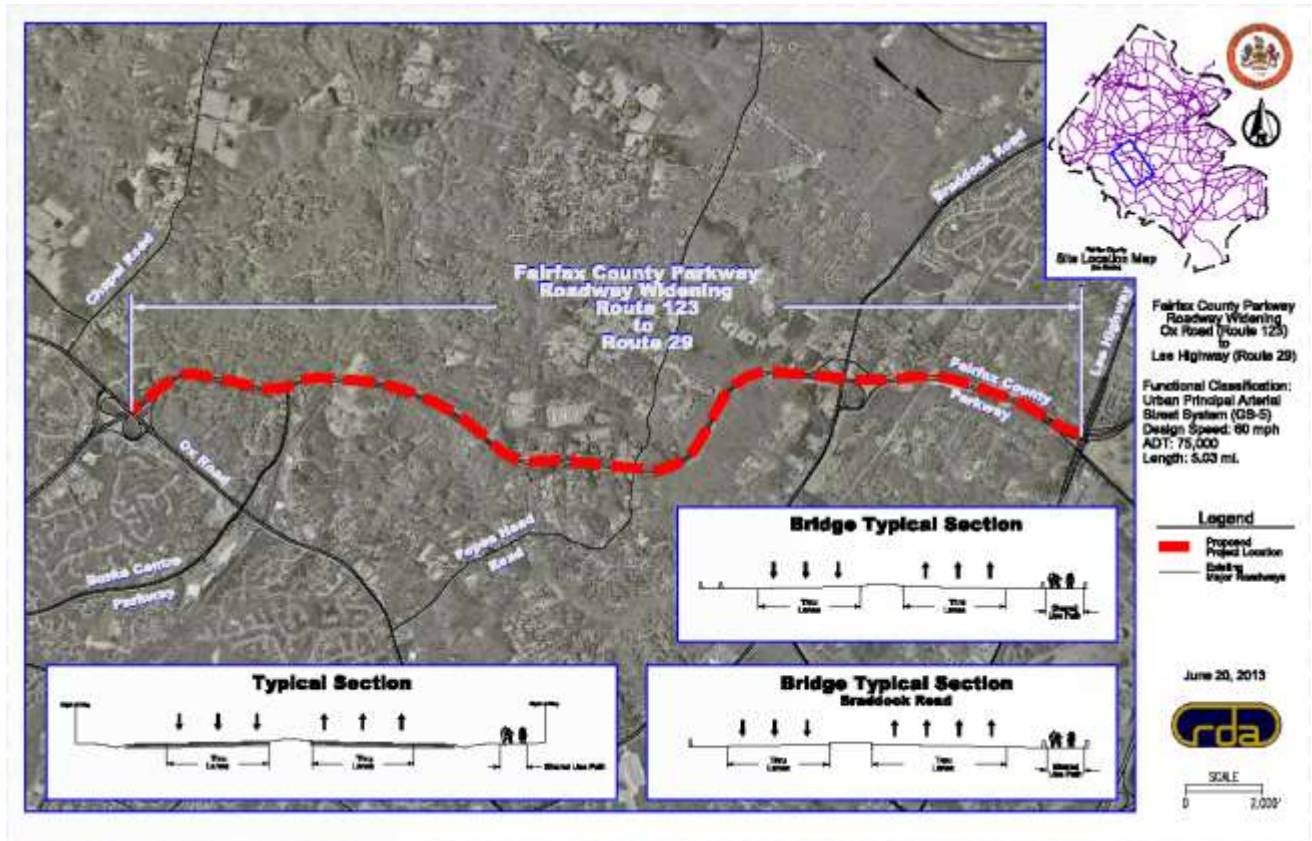 Chapel Road
Braddock Road
Fairfax County Parkway
Roadway Widening
Route 123
to
Route 29
Fairfax County
Parkway
Lee Highway
Ox Road
Burke Centre
Parkway
Popes Head
Road
Bridge Typical Section
Thru
Lanes
Thru
Lanes
Shared
Use Path
Typical Section
Thru
Lanes
Thru
Lanes
Shared Use Path
Bridge Typical Section
Braddock Road
Thru
Lanes
Thru
Lanes
Shared
Use Path
Fairfax County
Site Location Map
Fairfax County Parkway
Roadway Widening
Ox Road (Route 123)
to
Lee Highway (Route 29)
Functional Classification:
Urban Principal Arterial
Street System (GS-5)
Design Speed: 60 mph
ADT: 75,000
Length: 5.03 mi.
Legend
Proposed
Project Location
Existing
Major Roadways
June 20, 2013
rda
SCALE
0 2,000'